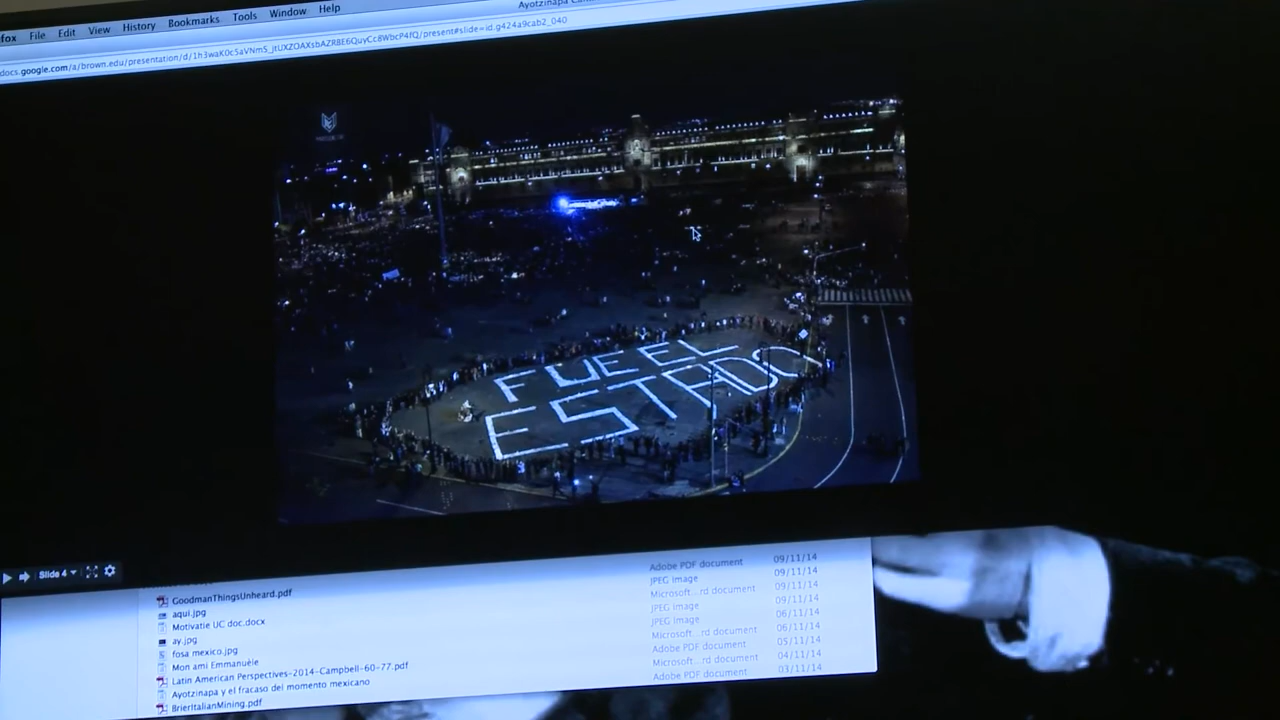 fox File Edit View History Bookmarks Tools Window Help
Ayotzinapa
docs.google.com/a/brown.edu/presentation/d/1h3waK0c5aVNmS_jtUXZOAXsbAZRBE6QuyCc8WbcP4fQ/present#slide=id.g424a9cab2_040
FUE EL
ESTADO
Slide 4
Adobe PDF document 09/11/14
GoodmanThingsUnheard.pdf JPEG Image 09/11/14
aqui.jpg Microsoft...rd document 09/11/14
Motivatie UC doc.docx JPEG Image 09/11/14
ay.jpg JPEG Image 06/11/14
fosa mexico.jpg Microsoft...rd document 06/11/14
Mon ami Emmanuèle Adobe PDF document 05/11/14
Latin American Perspectives-2014-Campbell-60-77.pdf Microsoft...rd document 04/11/14
Ayotzinapa y el fracaso del momento mexicano Adobe PDF document 03/11/14
BrierItalianMining.pdf